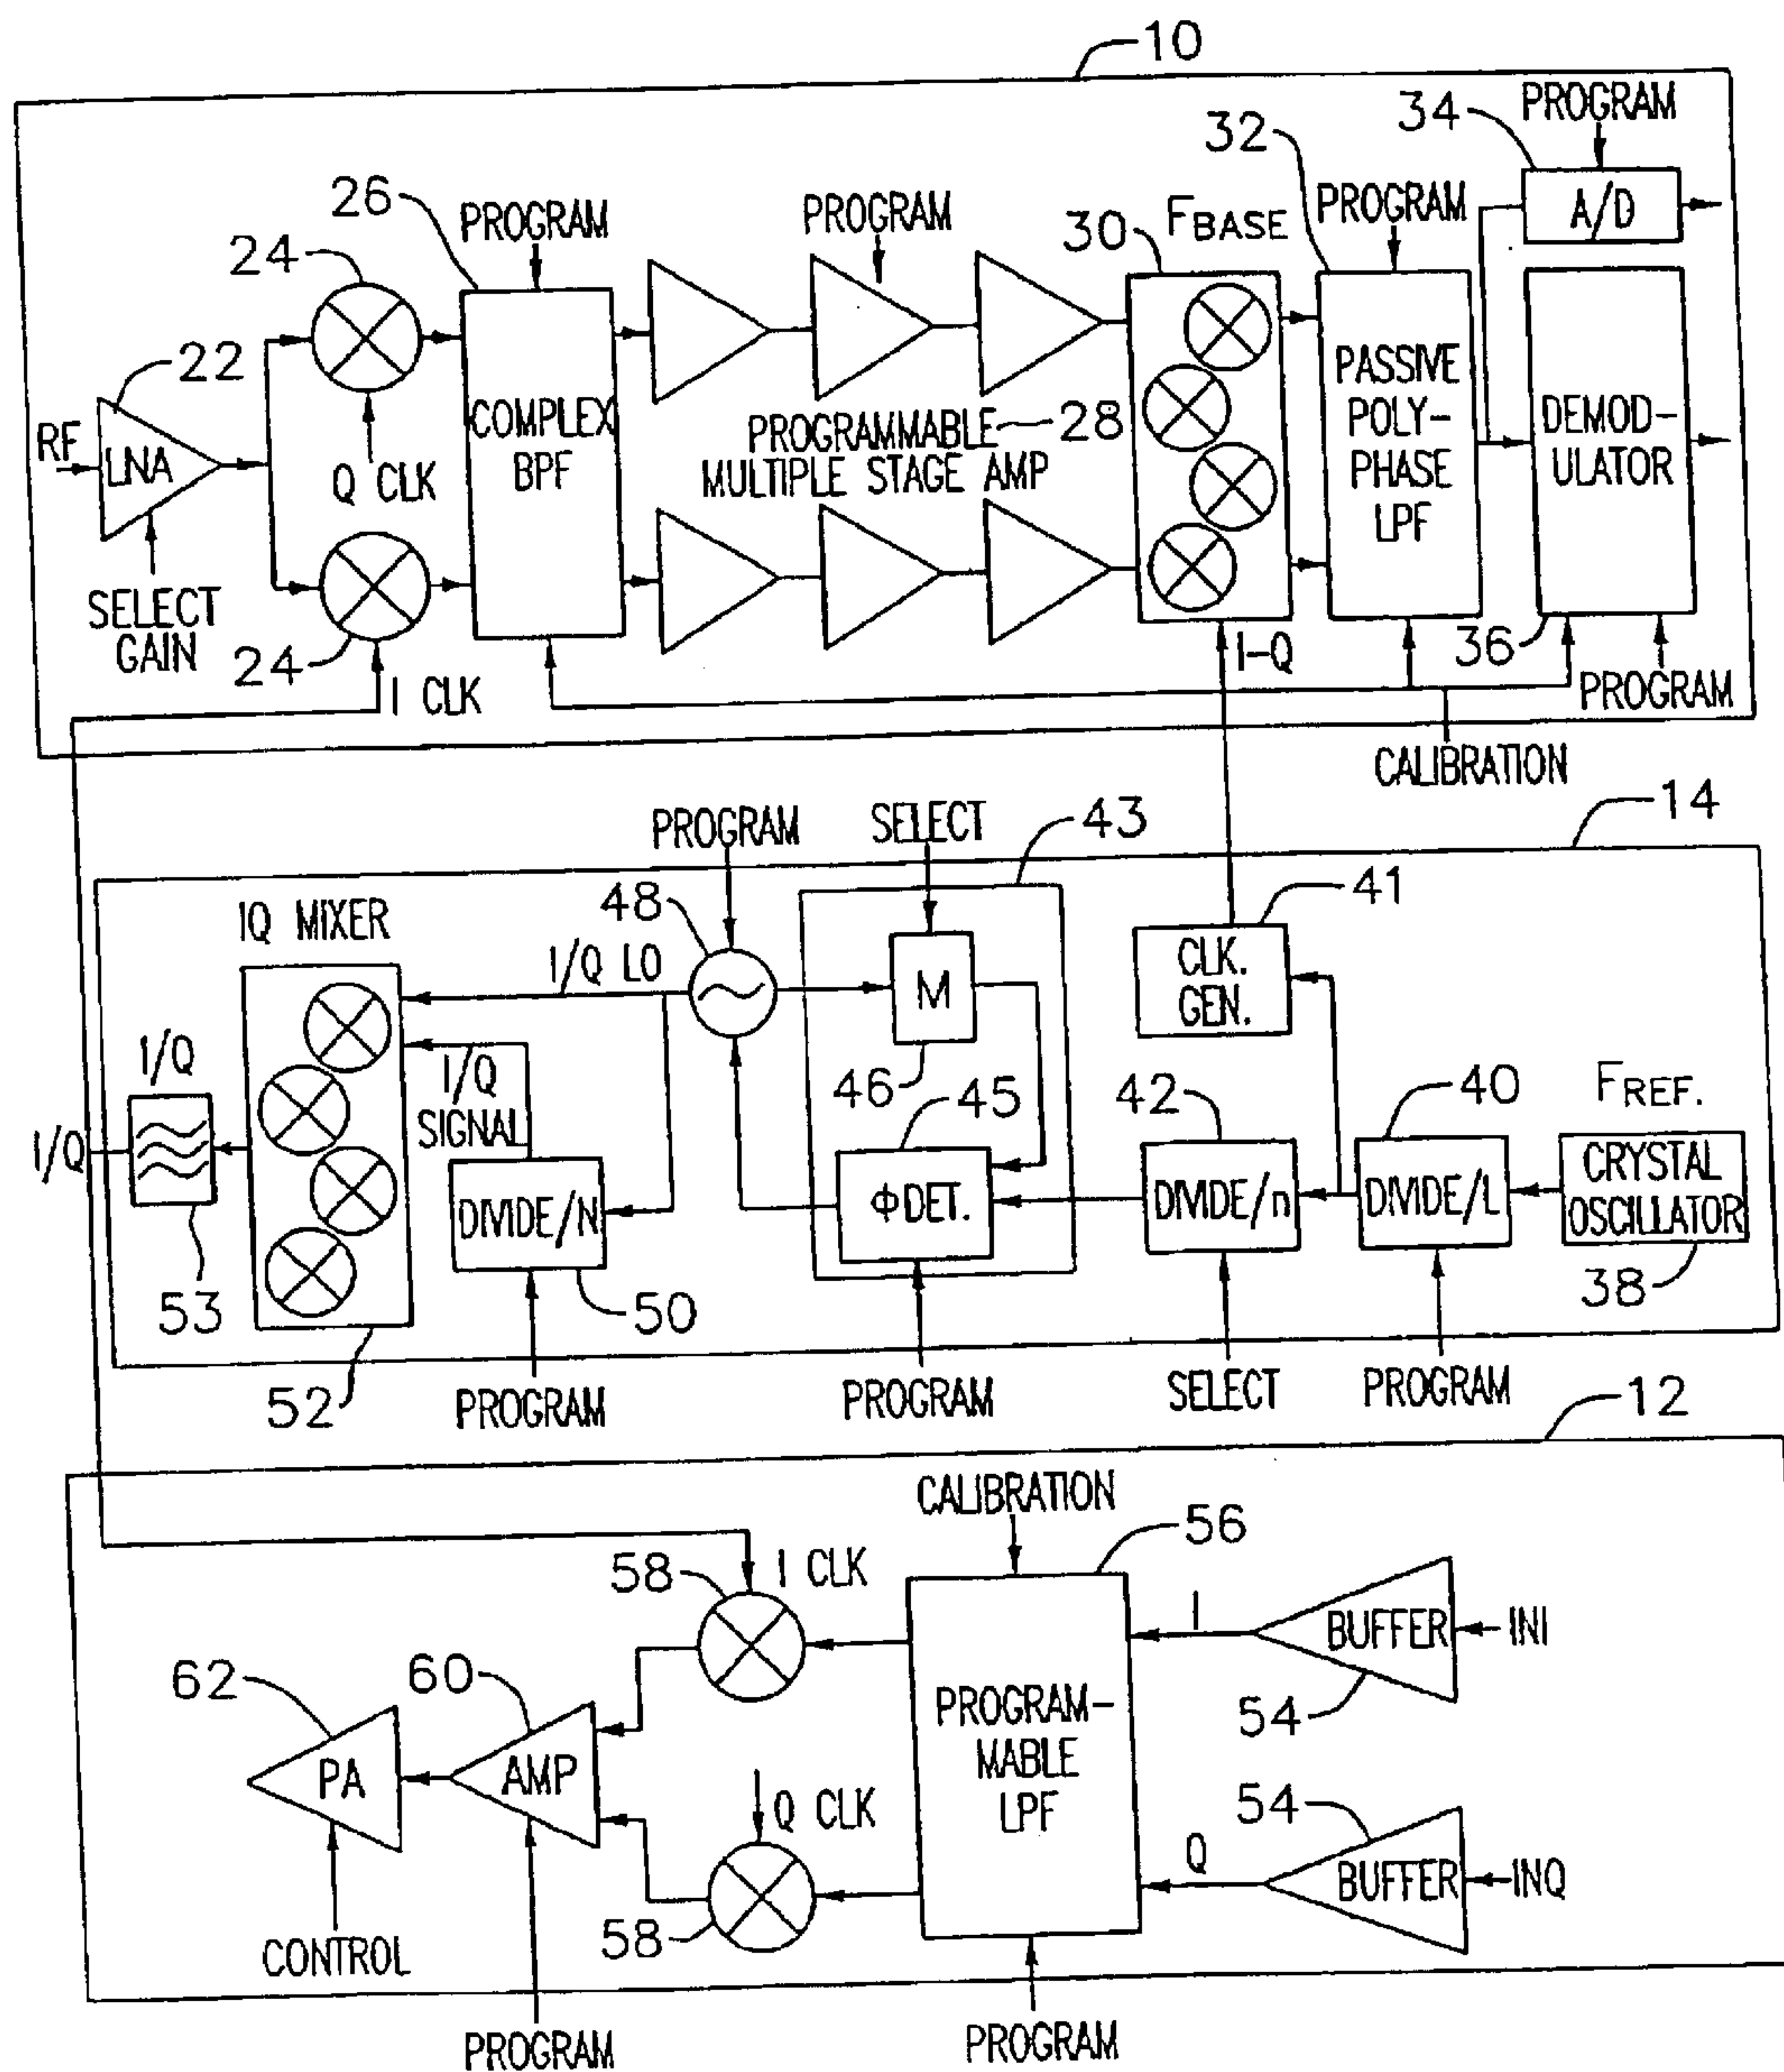 10
34
PROGRAM
32
A/D
26
PROGRAM
PROGRAM
30
FBASE
PROGRAM
24
22
RF
LNA
Q CLK
COMPLEX
BPF
PROGRAMMABLE
28
MULTIPLE STAGE AMP
PASSIVE
POLY-
PHASE
LPF
DEMOD-
ULATOR
SELECT
GAIN
24
I CLK
I-Q
36
PROGRAM
CALIBRATION
PROGRAM
SELECT
43
14
IQ MIXER
48
41
I/Q LO
M
CLK.
GEN.
I/Q
I/Q
SIGNAL
46
45
42
40
FREF.
I/Q
DIVIDE/N
ΦDET.
DIVIDE/n
DIVIDE/L
CRYSTAL
OSCILLATOR
53
50
38
52
PROGRAM
PROGRAM
SELECT
PROGRAM
12
CALIBRATION
56
58
I CLK
I
BUFFER
INI
54
62
60
PA
AMP
PROGRAM-
MABLE
LPF
Q CLK
54
Q
BUFFER
INQ
58
CONTROL
PROGRAM
PROGRAM